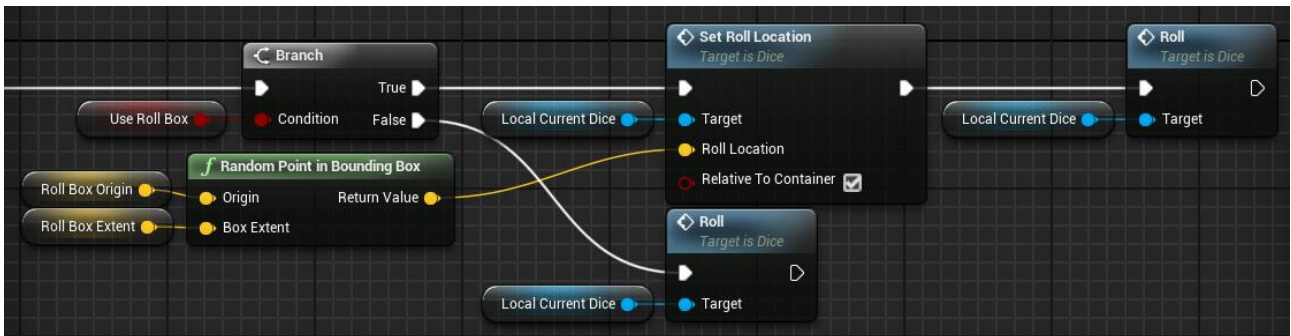 Branch
True
Use Roll Box
Condition
False
f Random Point in Bounding Box
Roll Box Origin
Origin
Return Value
Roll Box Extent
Box Extent
Set Roll Location
Target is Dice
Local Current Dice
Target
Roll Location
Relative To Container
Roll
Target is Dice
Local Current Dice
Target
Roll
Target is Dice
Local Current Dice
Target